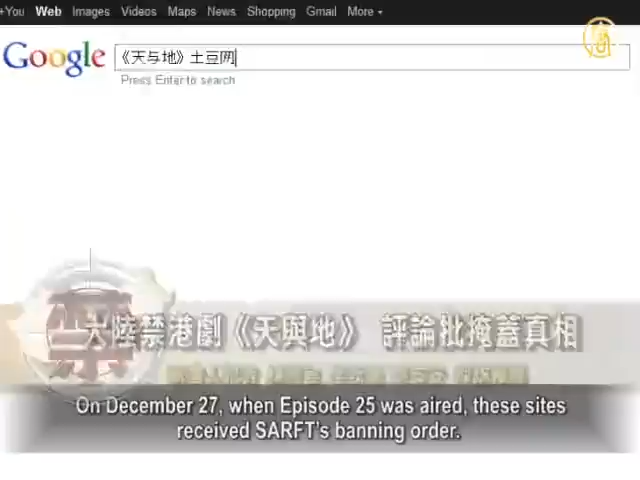 +You Web Images Videos Maps News Shopping Gmail More
Google 《天与地》土豆网
Press Enter to search
大陸禁港劇《天與地》 評論批掩蓋真相
On December 27, when Episode 25 was aired, these sites
received SARFT's banning order.